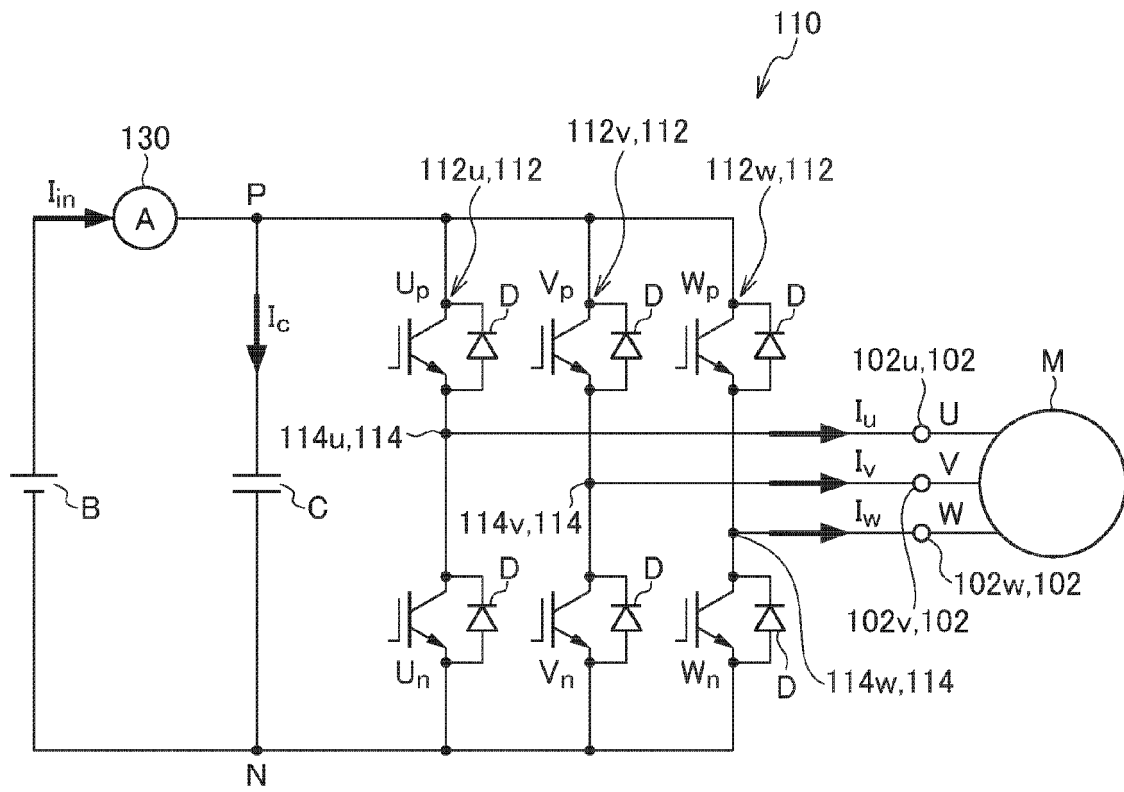 110
130
112v,112
112u,112
112w,112
Iin
A
P
Up
D
Vp
D
Wp
D
Ic
102u,102
M
Iu
U
114u,114
Iv
V
B
C
114v,114
Iw
W
102w,102
D
D
102v,102
Un
Vn
Wn
D
114w,114
N